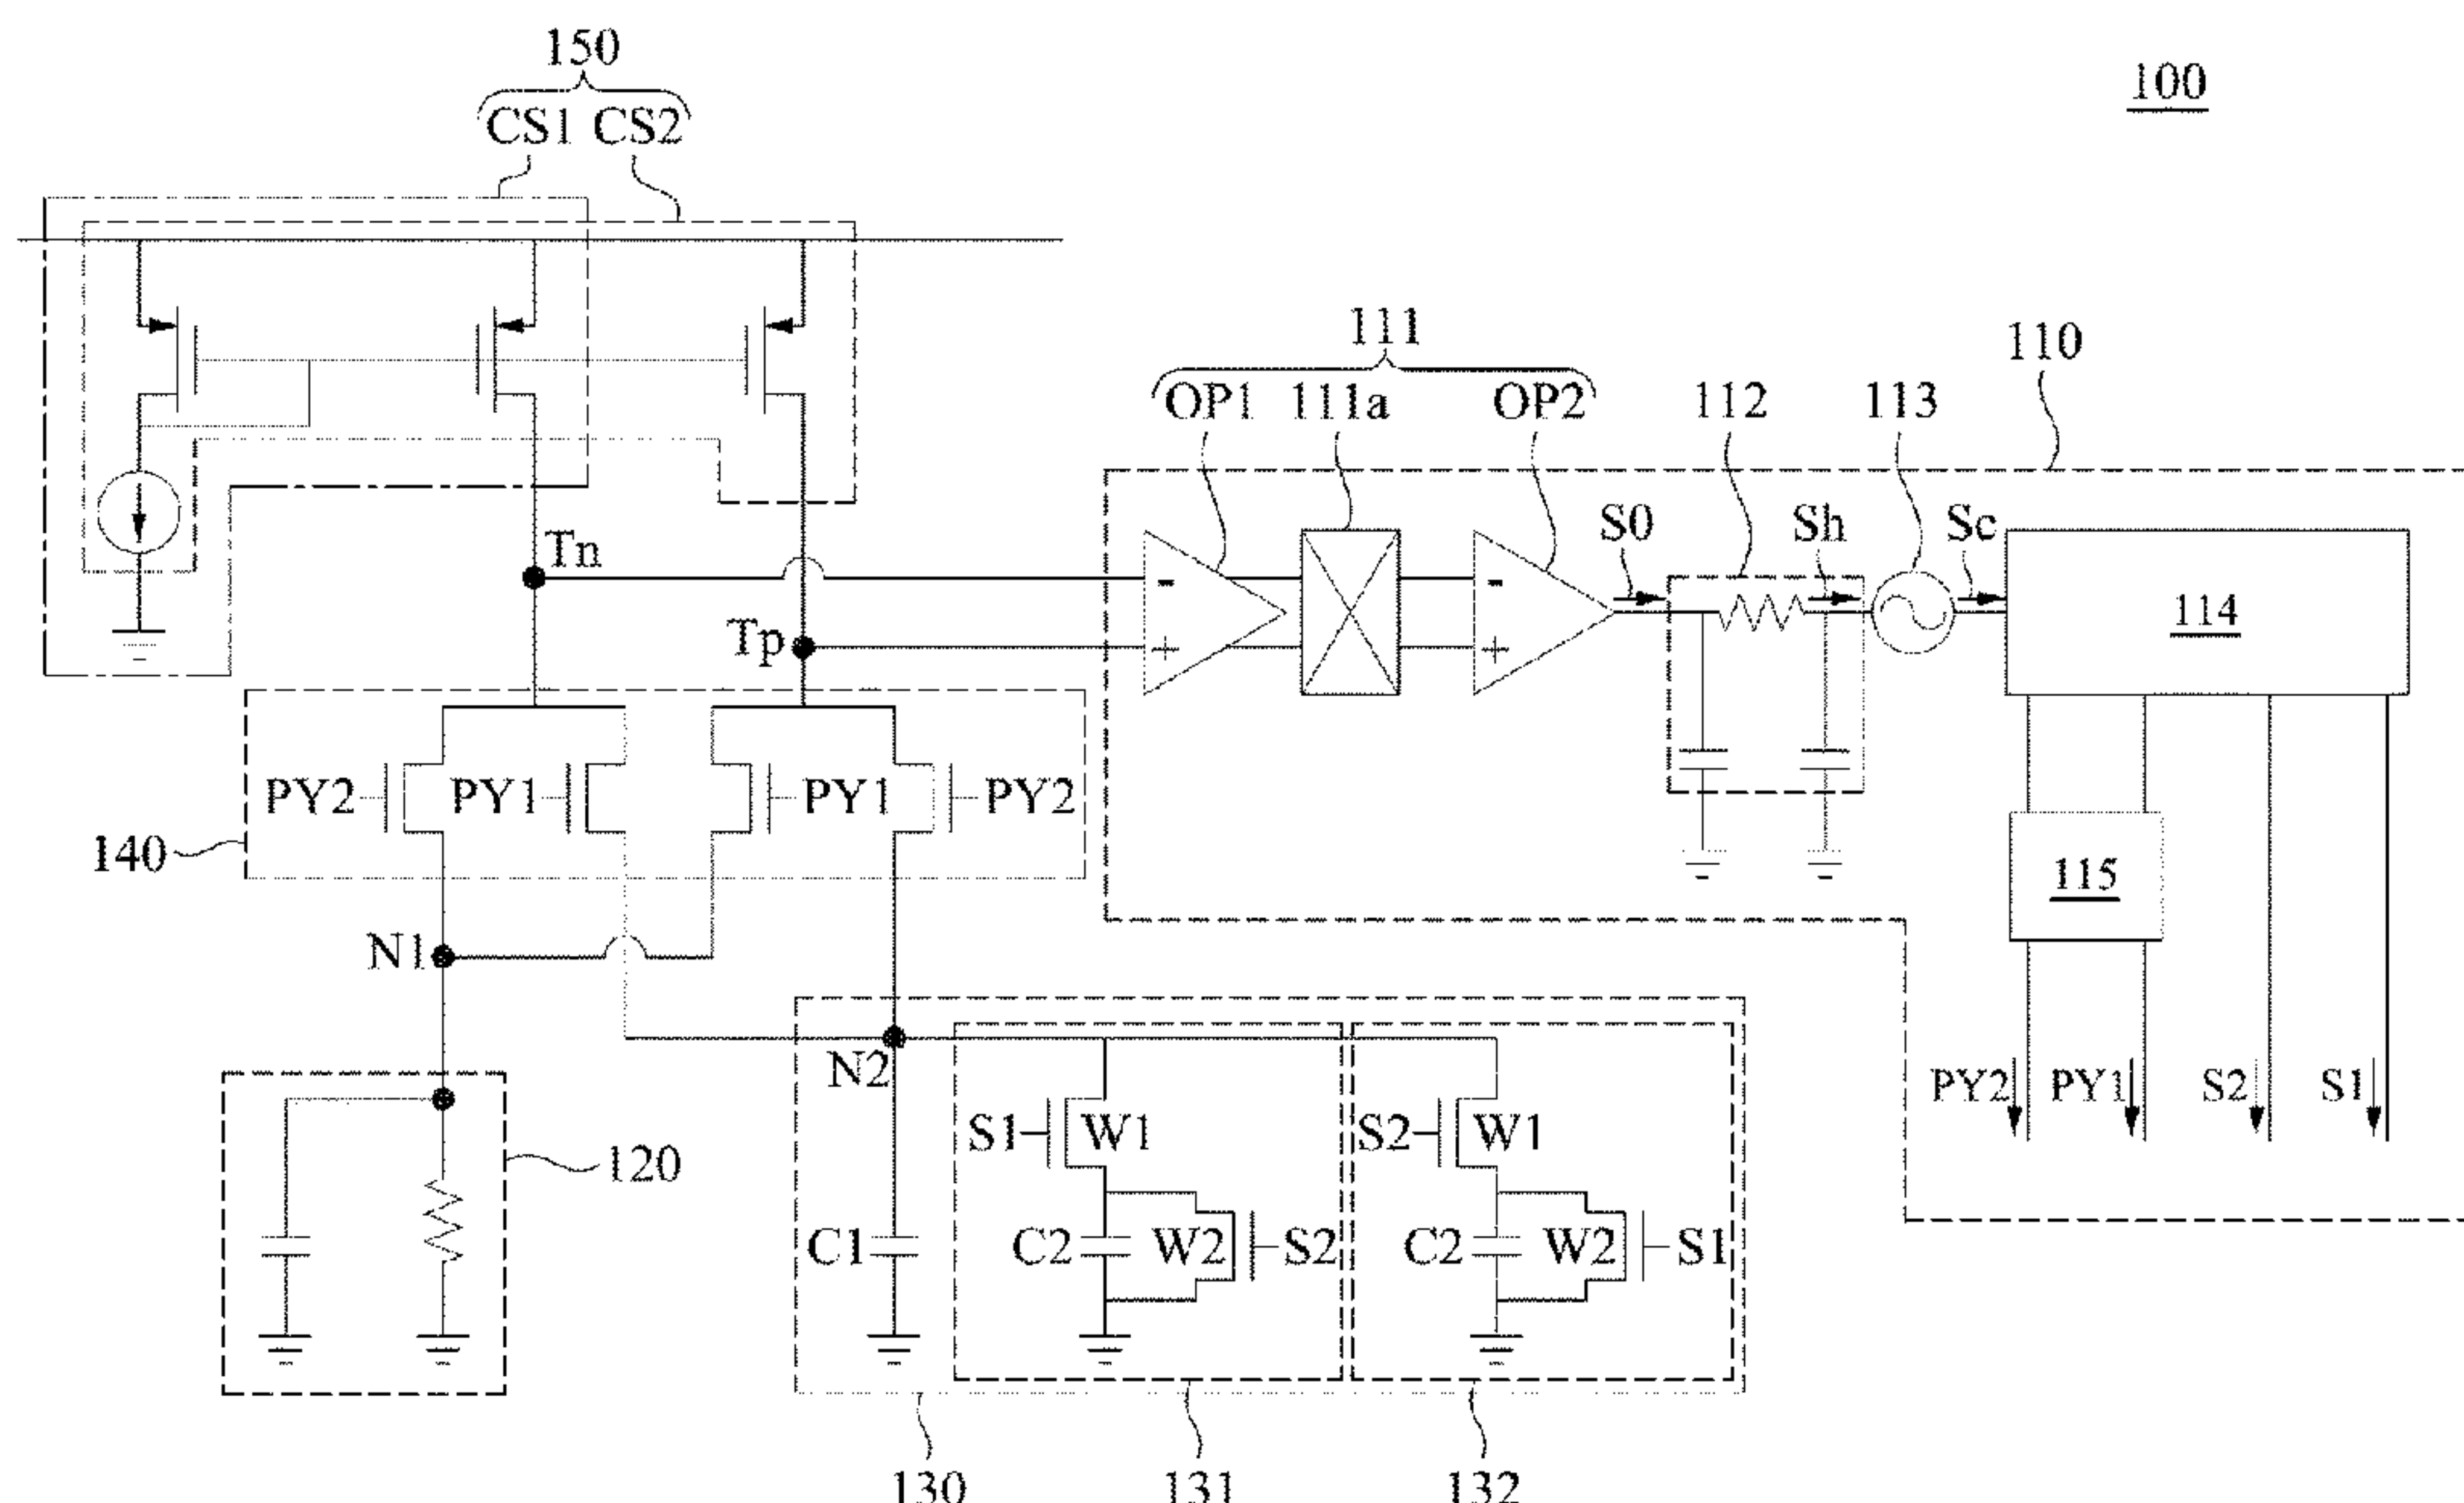 150
CS1 CS2
100
111
OP1 111a OP2
112
113
110
S0
Sh
Sc
Tn
Tp
- - 
+ +
114
PY2
PY1
PY1
PY2
140
115
N1
N2
PY2
PY1
S2
S1
120
C1
S1
W1
C2
W2
S2
S2
W1
C2
W2
S1
130
131
132